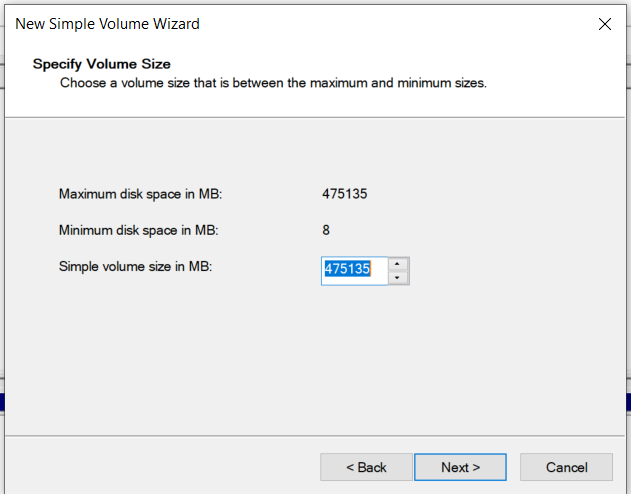 New Simple Volume Wizard
Specify Volume Size
Choose a volume size that is between the maximum and minimum sizes.
Maximum disk space in MB: 475135
Minimum disk space in MB: 8
Simple volume size in MB: 475135
< Back Next > Cancel